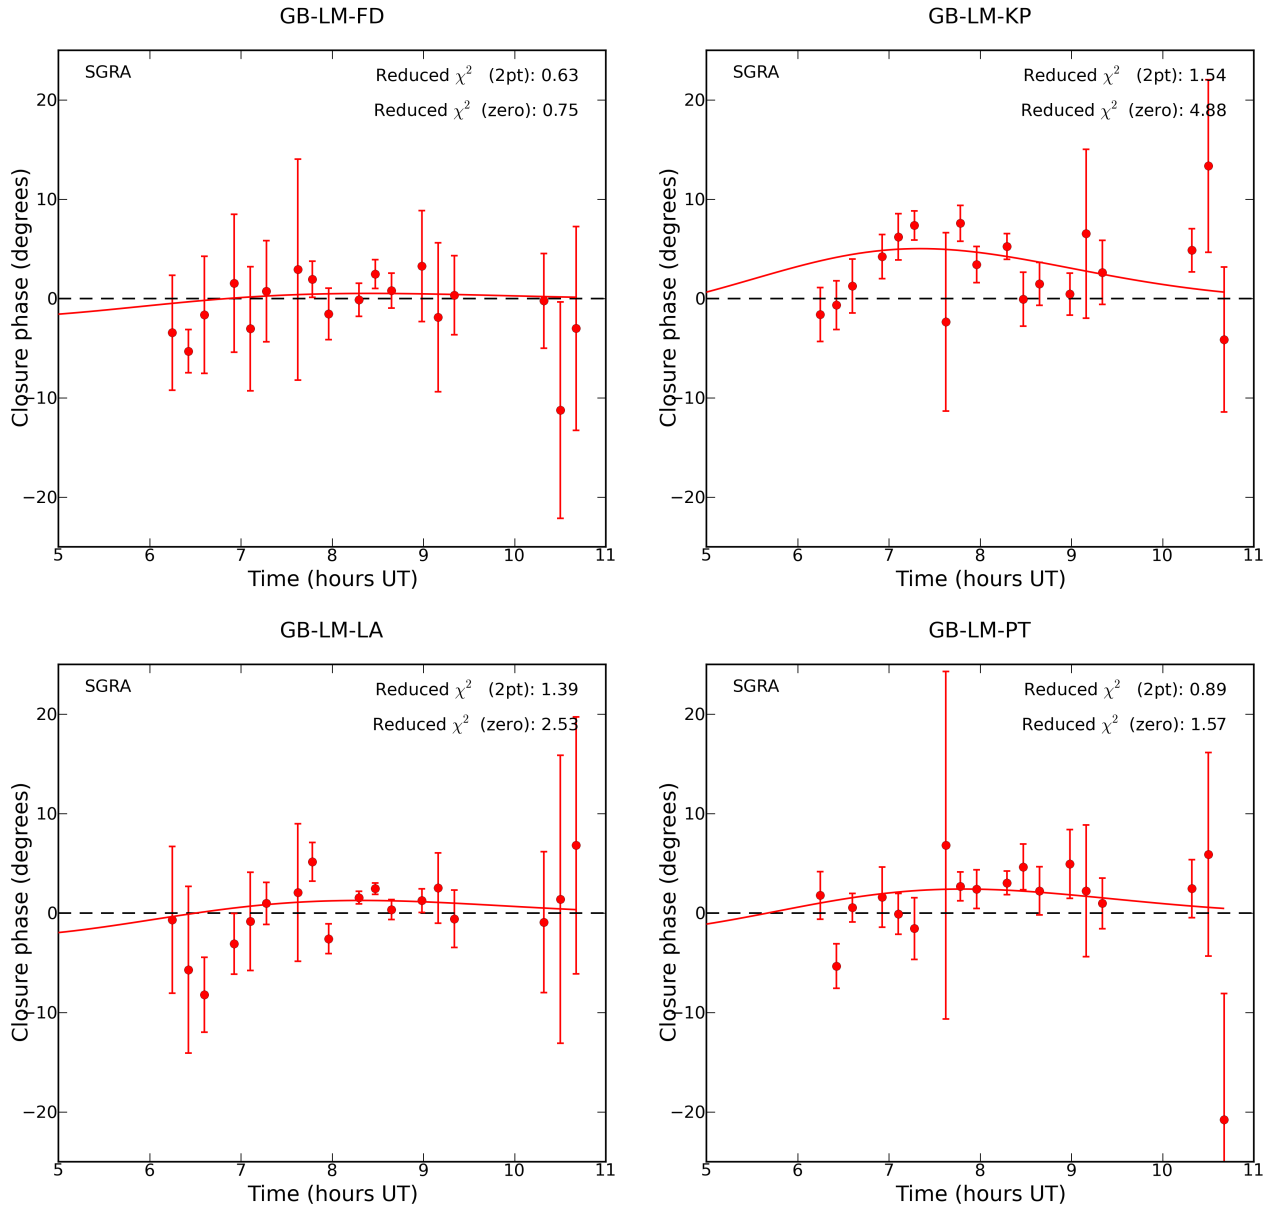 GB-LM-FD
SGRA
Reduced χ² (2pt): 0.63
Reduced χ² (zero): 0.75
20
10
0
−10
−20
Closure phase (degrees)
5 6 7 8 9 10 11
Time (hours UT)
GB-LM-KP
SGRA
Reduced χ² (2pt): 1.54
Reduced χ² (zero): 4.88
20
10
0
−10
−20
Closure phase (degrees)
5 6 7 8 9 10 11
Time (hours UT)
GB-LM-LA
SGRA
Reduced χ² (2pt): 1.39
Reduced χ² (zero): 2.53
20
10
0
−10
−20
Closure phase (degrees)
5 6 7 8 9 10 11
Time (hours UT)
GB-LM-PT
SGRA
Reduced χ² (2pt): 0.89
Reduced χ² (zero): 1.57
20
10
0
−10
−20
Closure phase (degrees)
5 6 7 8 9 10 11
Time (hours UT)